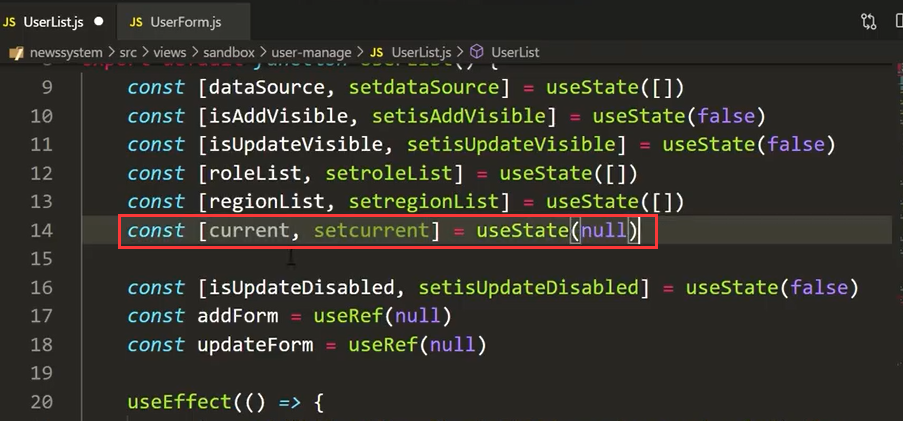 JS UserList.js ● JS UserForm.js
newssystem > src > views > sandbox > user-manage > JS UserList.js > UserList
8 export default function UserList() {
9 const [dataSource, setdataSource] = useState([])
10 const [isAddVisible, setisAddVisible] = useState(false)
11 const [isUpdateVisible, setisUpdateVisible] = useState(false)
12 const [roleList, setroleList] = useState([])
13 const [regionList, setregionList] = useState([])
14 const [current, setcurrent] = useState(null)
15
16 const [isUpdateDisabled, setisUpdateDisabled] = useState(false)
17 const addForm = useRef(null)
18 const updateForm = useRef(null)
19
20 useEffect(() => {